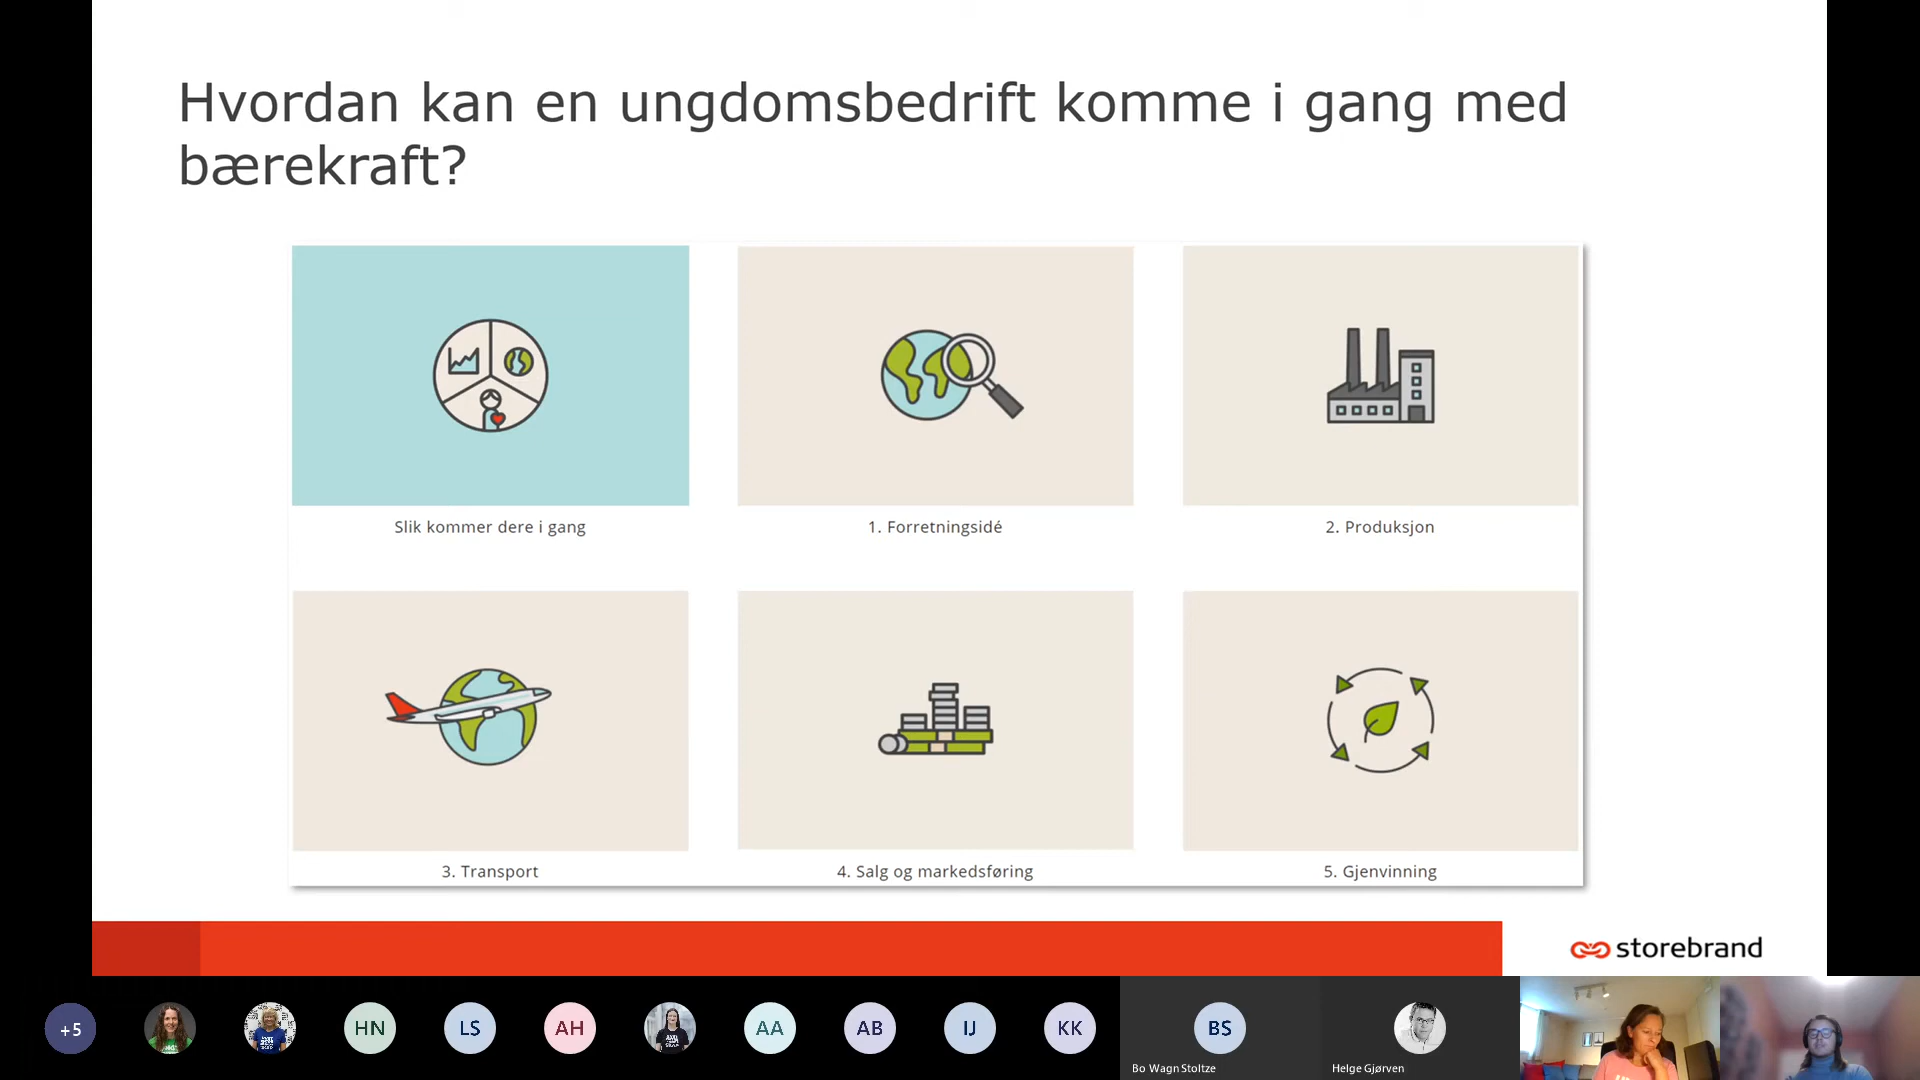 Hvordan kan en ungdomsbedrift komme i gang med
bærekraft?
Slik kommer dere i gang
1. Forretningsidé
2. Produksjon
3. Transport
4. Salg og markedsføring
5. Gjenvinning
storebrand
+5
HN
LS
AH
AA
AB
IJ
KK
BS
Bo Wagn Stoltze
Helge Gjørven